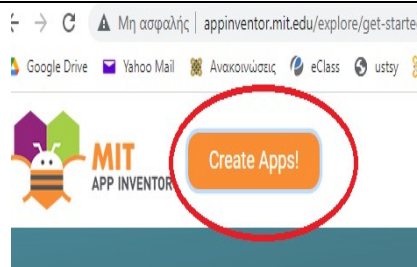 Μη ασφαλής | appinventor.mit.edu/explore/get-starte
Google Drive Yahoo Mail Ανακοινώσεις eClass ustsy
MIT
APP INVENTOR
Create Apps!